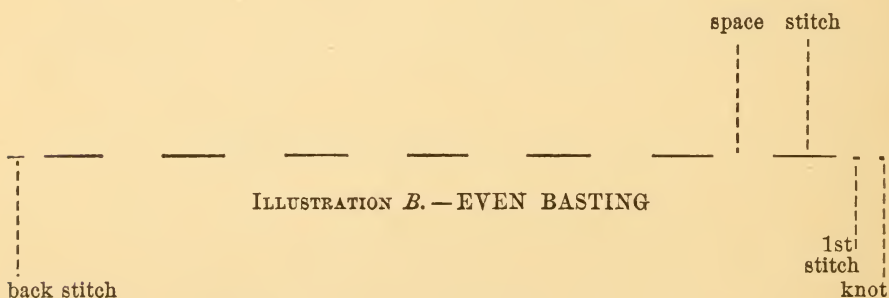 space stitch
ILLUSTRATION B. — EVEN BASTING
1st
stitch
back stitch knot